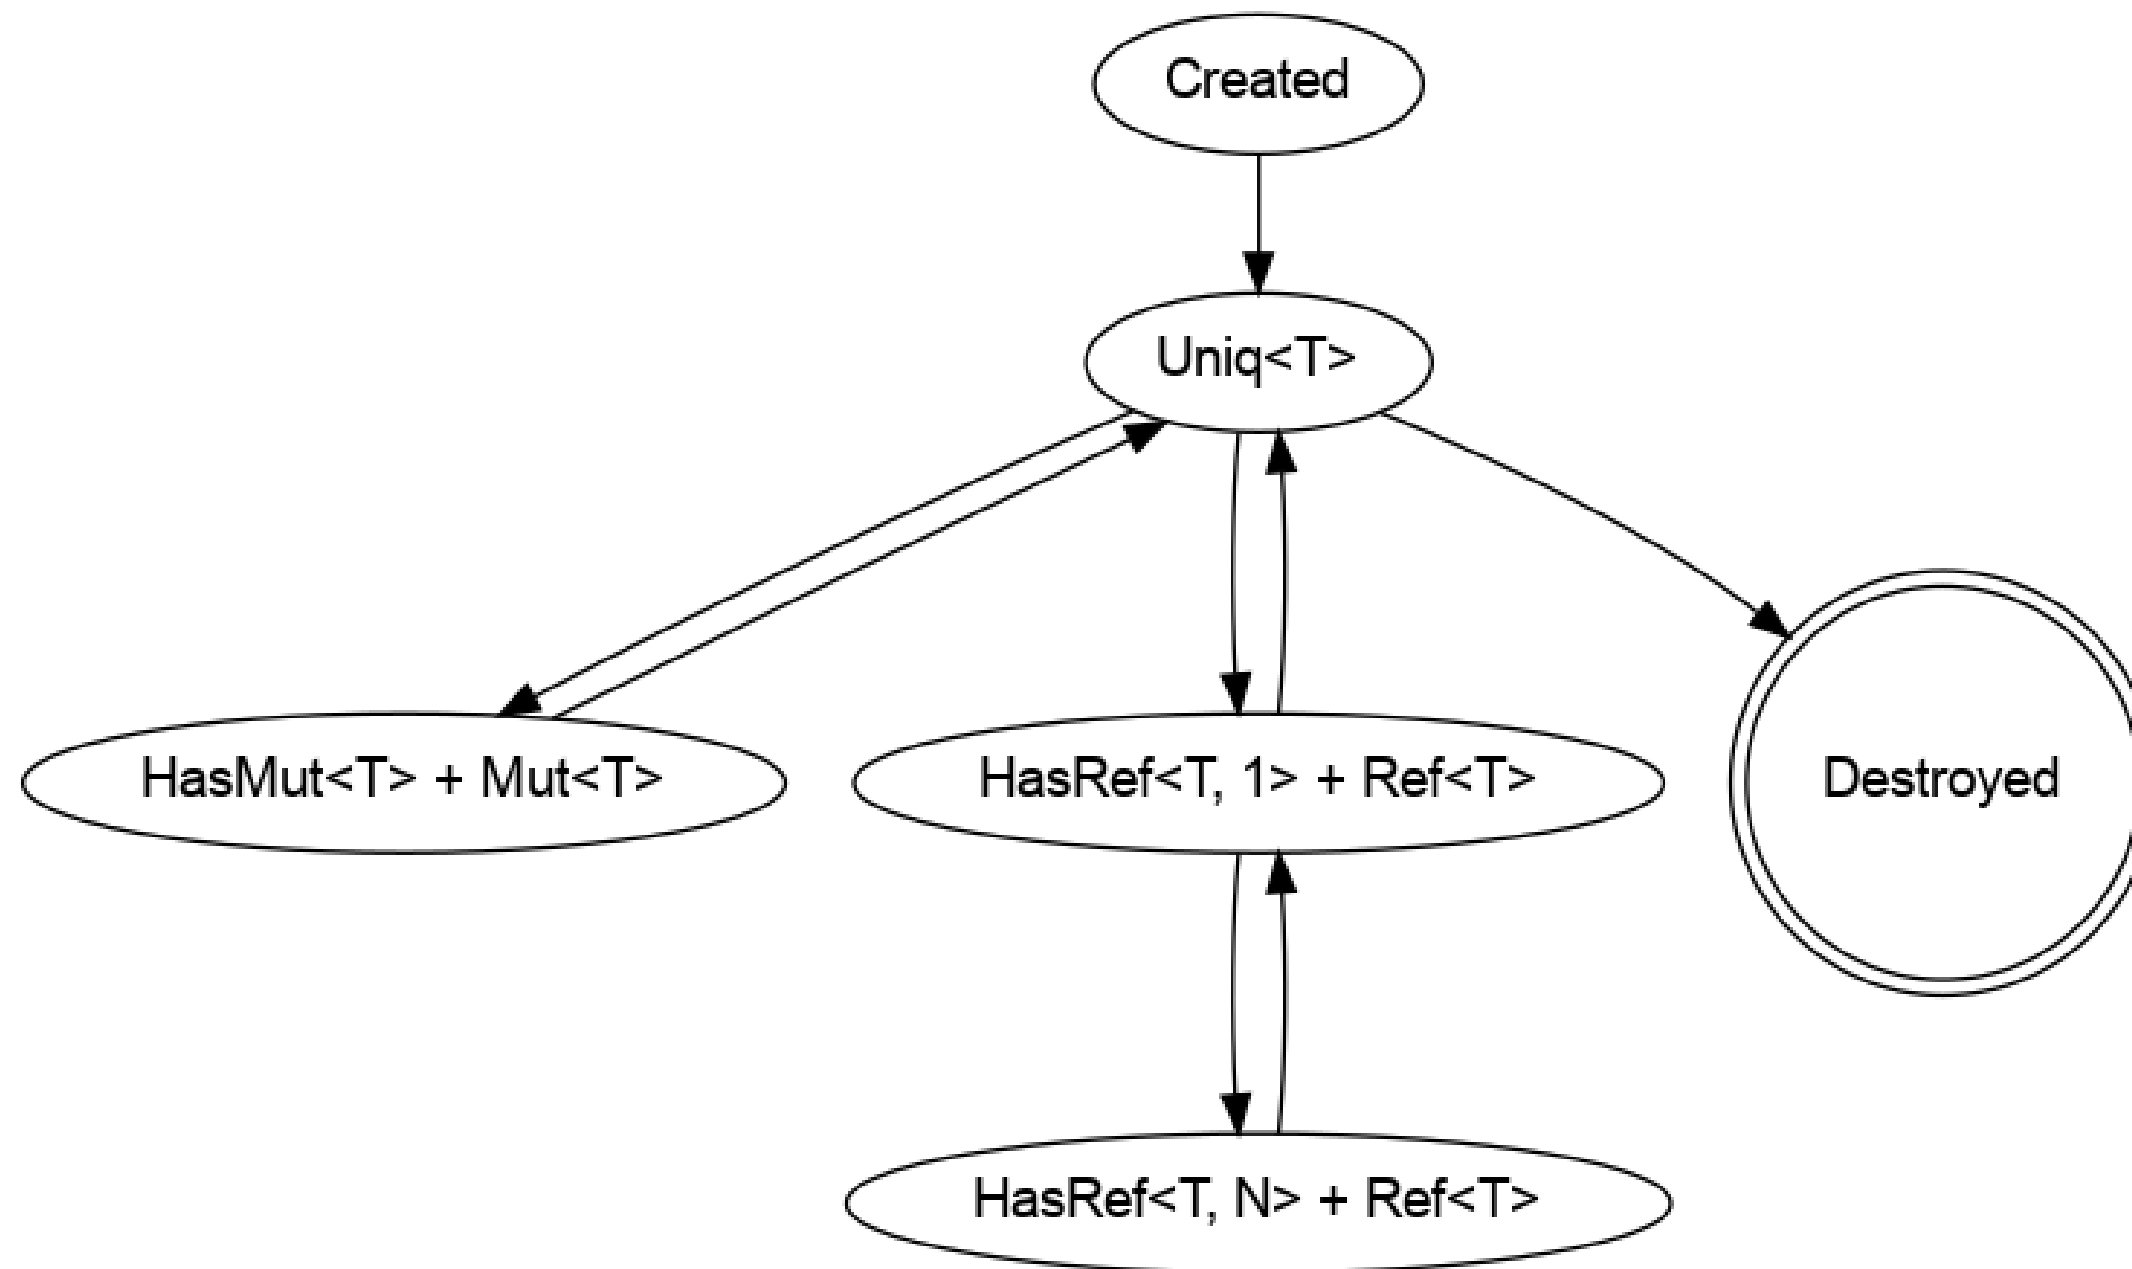 Created
Uniq<T>
HasMut<T> + Mut<T>
HasRef<T, 1> + Ref<T>
Destroyed
HasRef<T, N> + Ref<T>